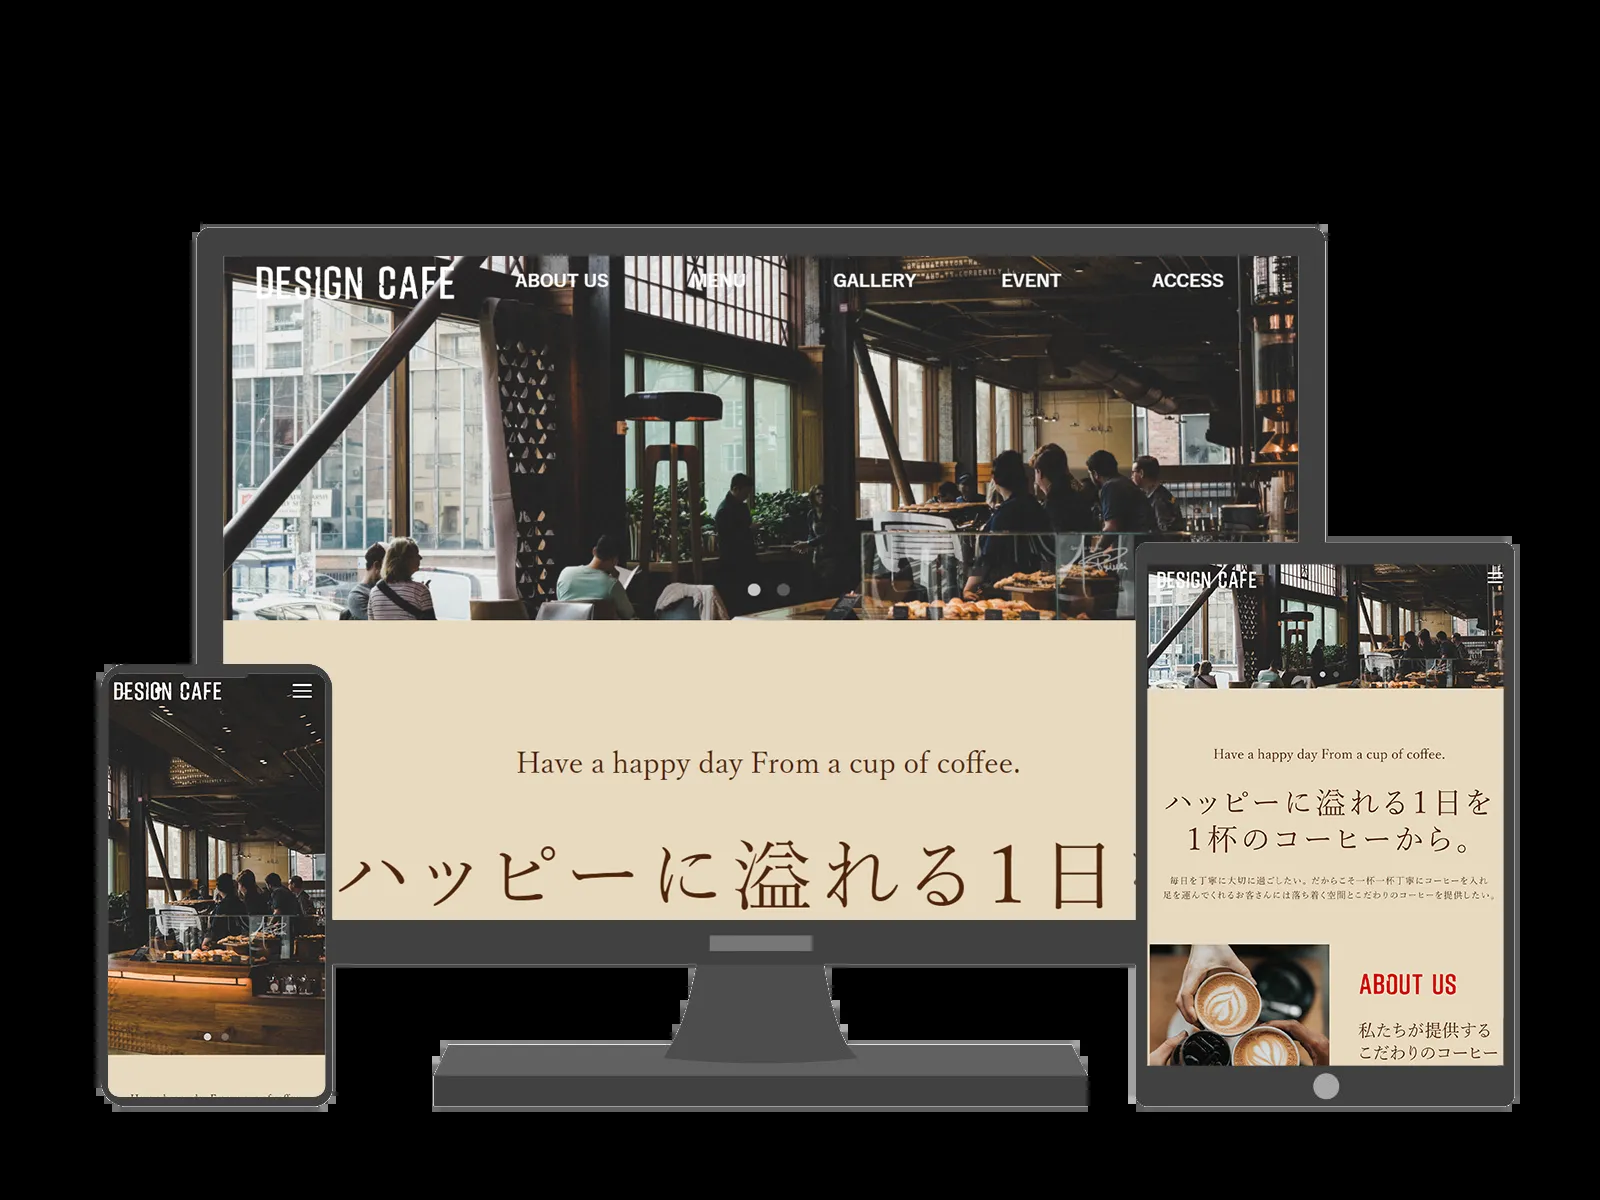 DESIGN CAFE
ABOUT US
MENU
GALLERY
EVENT
ACCESS
Have a happy day From a cup of coffee.
ハッピーに溢れる1日
DESIGN CAFE
DESIGN CAFE
Have a happy day From a cup of coffee.
ハッピーに溢れる1日を
1杯のコーヒーから。
毎日を丁寧に大切に過ごしたい。だからこそ一杯一杯丁寧にコーヒーを入れ
足を運んでくれるお客さんには落ち着く空間とこだわりのコーヒーを提供したい。
ABOUT US
私たちが提供する
こだわりのコーヒー